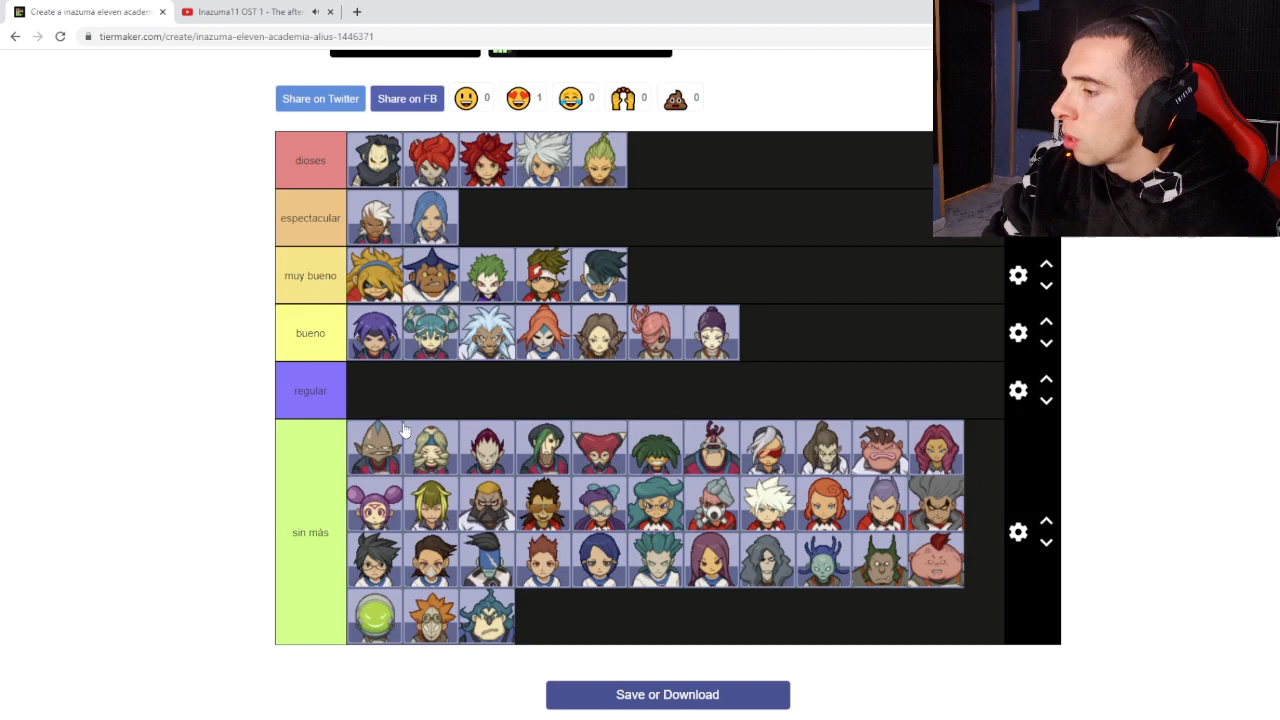 Create a inazuma eleven academ
Inazuma11 OST 1 - The after
tiermaker.com/create/inazuma-eleven-academia-alius-1446371
Share on Twitter
Share on FB
0
1
0
0
0
dioses
espectacular
muy bueno
bueno
regular
sin más
Save or Download